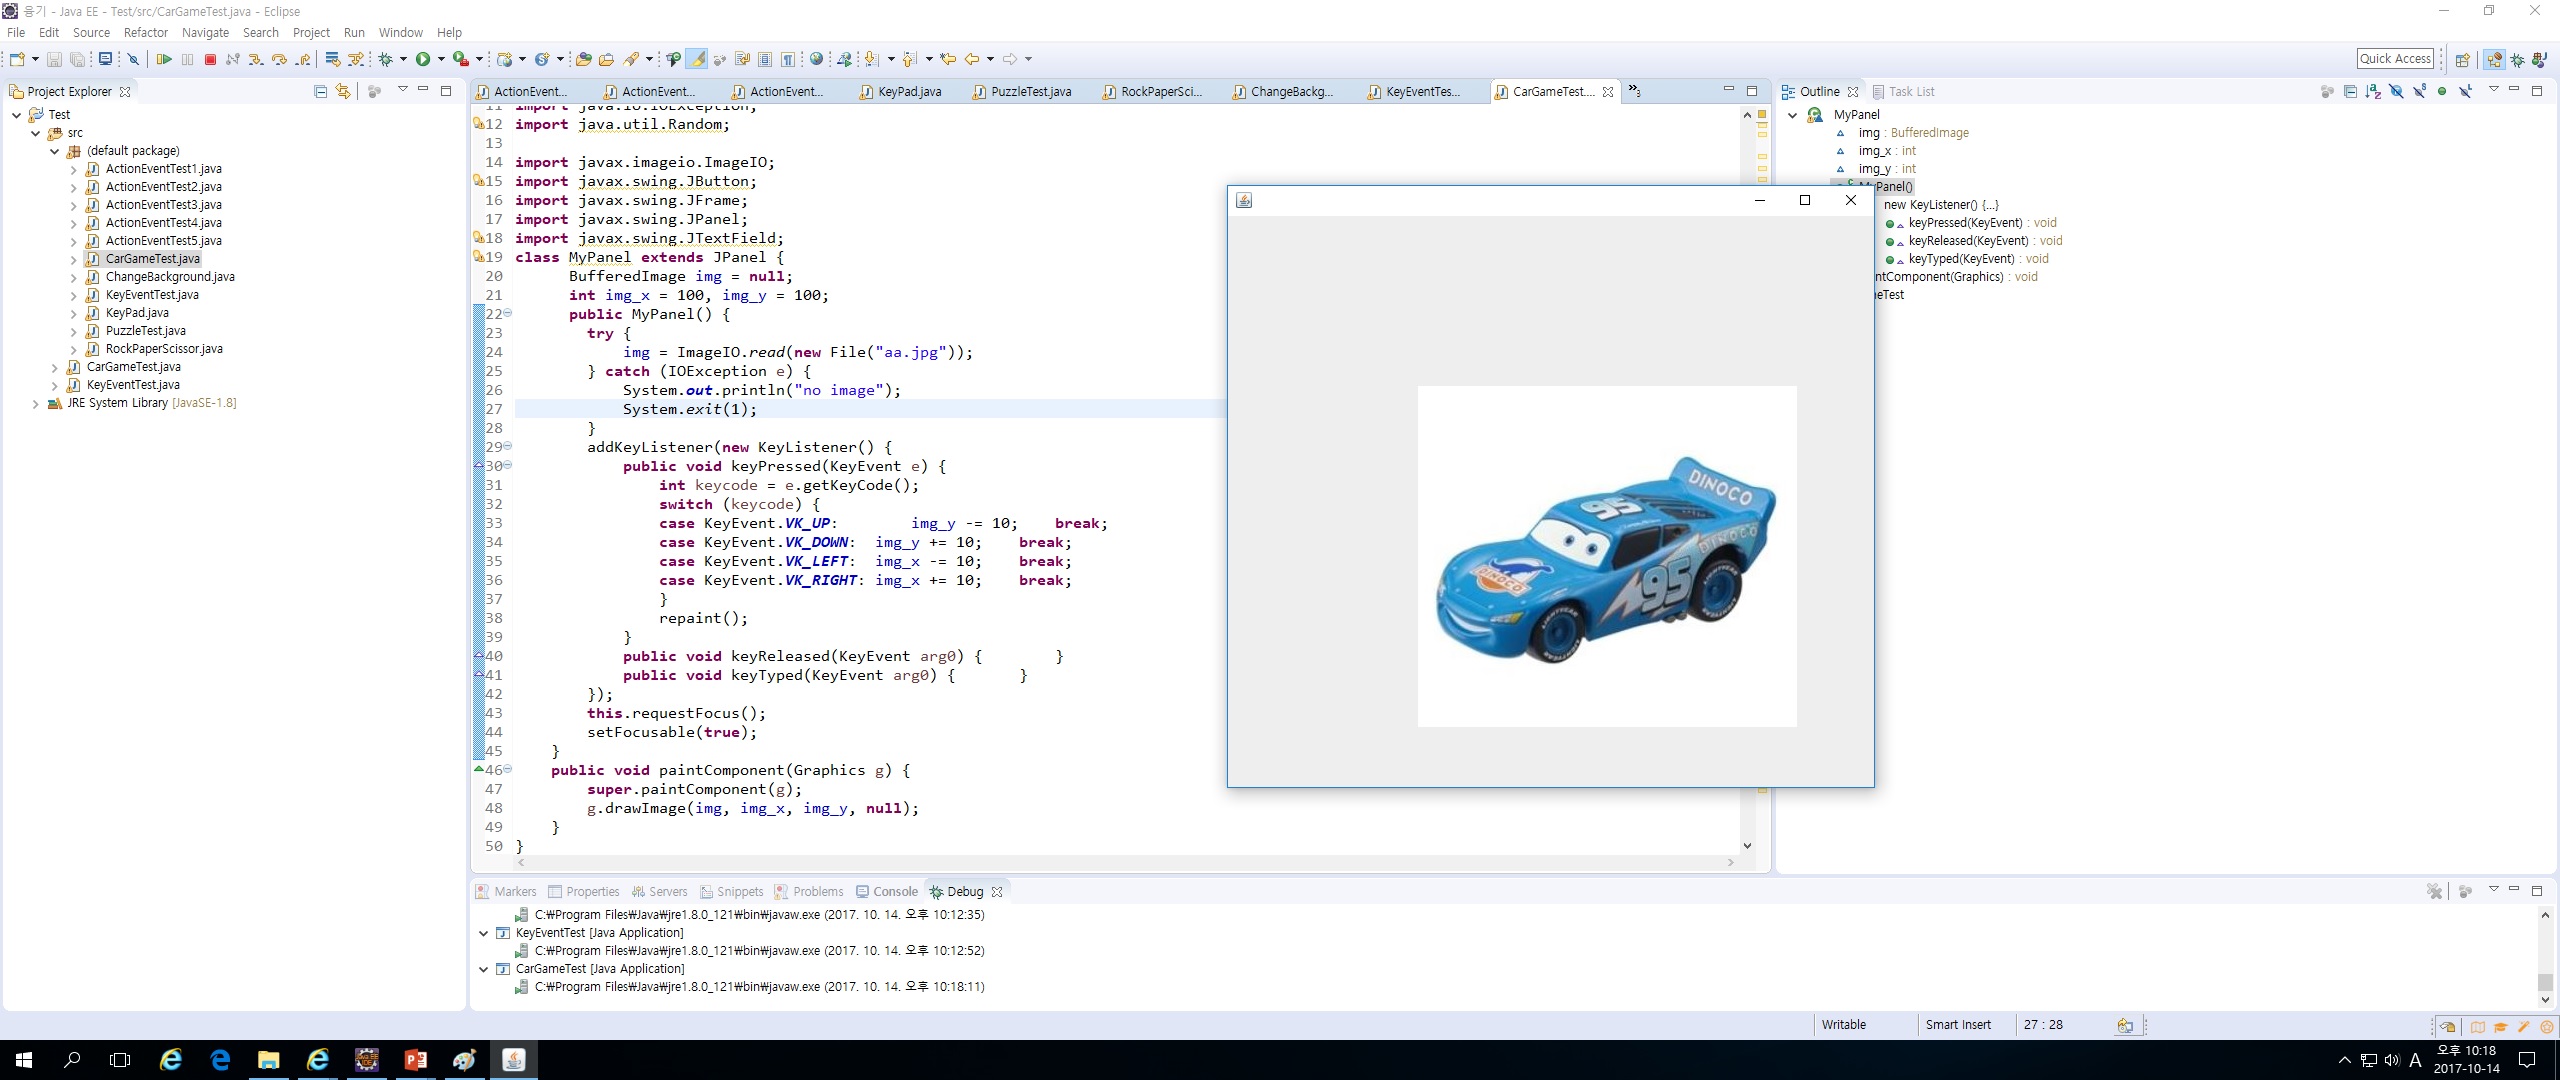 융기 - Java EE - Test/src/CarGameTest.java - Eclipse
File Edit Source Refactor Navigate Search Project Run Window Help
Quick Access
Project Explorer
Test
src
(default package)
ActionEventTest1.java
ActionEventTest2.java
ActionEventTest3.java
ActionEventTest4.java
ActionEventTest5.java
CarGameTest.java
ChangeBackground.java
KeyEventTest.java
KeyPad.java
PuzzleTest.java
RockPaperScissor.java
CarGameTest.java
KeyEventTest.java
JRE System Library [JavaSE-1.8]
ActionEvent... ActionEvent... ActionEvent... KeyPad.java PuzzleTest.java RockPaperSci... ChangeBackg... KeyEventTes... CarGameTest.... »3
11 import java.io.IOException;
12 import java.util.Random;
13
14 import javax.imageio.ImageIO;
15 import javax.swing.JButton;
16 import javax.swing.JFrame;
17 import javax.swing.JPanel;
18 import javax.swing.JTextField;
19 class MyPanel extends JPanel {
20 BufferedImage img = null;
21 int img_x = 100, img_y = 100;
22 public MyPanel() {
23 try {
24 img = ImageIO.read(new File("aa.jpg"));
25 } catch (IOException e) {
26 System.out.println("no image");
27 System.exit(1);
28 }
29 addKeyListener(new KeyListener() {
30 public void keyPressed(KeyEvent e) {
31 int keycode = e.getKeyCode();
32 switch (keycode) {
33 case KeyEvent.VK_UP: img_y -= 10; break;
34 case KeyEvent.VK_DOWN: img_y += 10; break;
35 case KeyEvent.VK_LEFT: img_x -= 10; break;
36 case KeyEvent.VK_RIGHT: img_x += 10; break;
37 }
38 repaint();
39 }
40 public void keyReleased(KeyEvent arg0) { }
41 public void keyTyped(KeyEvent arg0) { }
42 });
43 this.requestFocus();
44 setFocusable(true);
45 }
46 public void paintComponent(Graphics g) {
47 super.paintComponent(g);
48 g.drawImage(img, img_x, img_y, null);
49 }
50 }
DINOCO
95
DINOCO
DINOCO
95
Outline Task List
MyPanel
img : BufferedImage
img_x : int
img_y : int
MyPanel()
new KeyListener() {...}
keyPressed(KeyEvent) : void
keyReleased(KeyEvent) : void
keyTyped(KeyEvent) : void
ntComponent(Graphics) : void
eTest
Markers Properties Servers Snippets Problems Console Debug
C:₩Program Files₩Java₩jre1.8.0_121₩bin₩javaw.exe (2017. 10. 14. 오후 10:12:35)
KeyEventTest [Java Application]
C:₩Program Files₩Java₩jre1.8.0_121₩bin₩javaw.exe (2017. 10. 14. 오후 10:12:52)
CarGameTest [Java Application]
C:₩Program Files₩Java₩jre1.8.0_121₩bin₩javaw.exe (2017. 10. 14. 오후 10:18:11)
Writable Smart Insert 27 : 28
A 오후 10:18
2017-10-14